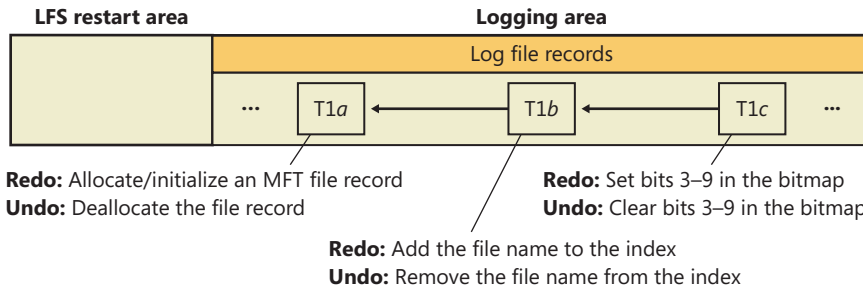 LFS restart area
Logging area
Log file records
... T1a T1b T1c ...
Redo: Allocate/initialize an MFT file record
Undo: Deallocate the file record
Redo: Set bits 3–9 in the bitmap
Undo: Clear bits 3–9 in the bitmap
Redo: Add the file name to the index
Undo: Remove the file name from the index